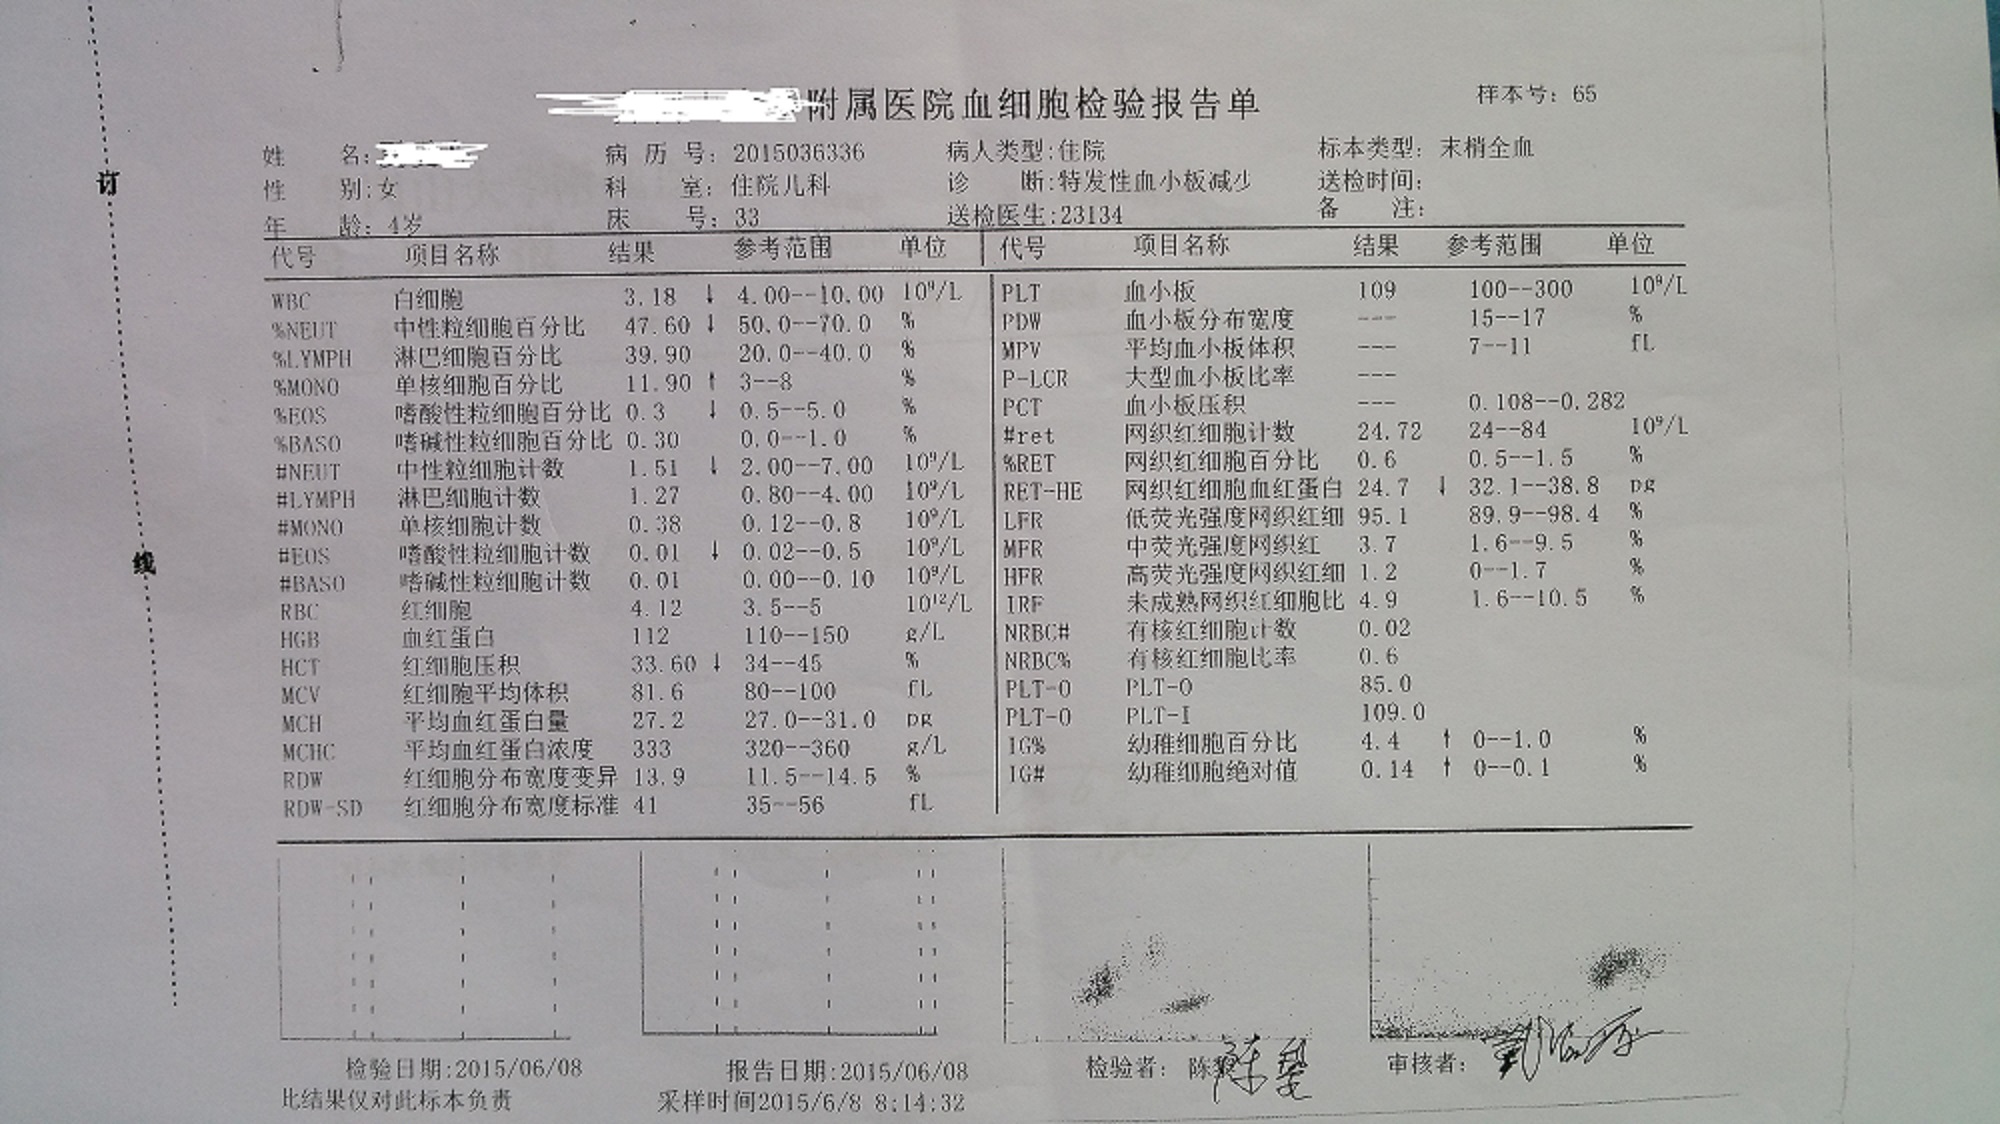 附属医院血细胞检验报告单 样本号: 65
姓 名: 病 历 号: 2015036336 病人类型:住院 标本类型: 末梢全血
性 别:女 科 室: 住院儿科 诊 断:特发性血小板减少 送检时间:
年 龄: 4岁 床 号: 33 送检医生:23134 备 注:
代号 项目名称 结果 参考范围 单位 代号 项目名称 结果 参考范围 单位
WBC 白细胞 3.18 ↓ 4.00--10.00 10⁹/L PLT 血小板 109 100--300 10⁹/L
%NEUT 中性粒细胞百分比 47.60 ↓ 50.0--70.0 % PDW 血小板分布宽度 --- 15--17 %
%LYMPH 淋巴细胞百分比 39.90 20.0--40.0 % MPV 平均血小板体积 --- 7--11 fL
%MONO 单核细胞百分比 11.90 ↑ 3--8 % P-LCR 大型血小板比率 ---
%EOS 嗜酸性粒细胞百分比 0.3 ↓ 0.5--5.0 % PCT 血小板压积 --- 0.108--0.282
%BASO 嗜碱性粒细胞百分比 0.30 0.0--1.0 % #ret 网织红细胞计数 24.72 24--84 10⁹/L
#NEUT 中性粒细胞计数 1.51 ↓ 2.00--7.00 10⁹/L %RET 网织红细胞百分比 0.6 0.5--1.5 %
#LYMPH 淋巴细胞计数 1.27 0.80--4.00 10⁹/L RET-HE 网织红细胞血红蛋白 24.7 ↓ 32.1--38.8 pg
#MONO 单核细胞计数 0.38 0.12--0.8 10⁹/L LFR 低荧光强度网织红细 95.1 89.9--98.4 %
#EOS 嗜酸性粒细胞计数 0.01 ↓ 0.02--0.5 10⁹/L MFR 中荧光强度网织红 3.7 1.6--9.5 %
#BASO 嗜碱性粒细胞计数 0.01 0.00--0.10 10⁹/L HFR 高荧光强度网织红细 1.2 0--1.7 %
RBC 红细胞 4.12 3.5--5 10¹²/L IRF 未成熟网织红细胞比 4.9 1.6--10.5 %
HGB 血红蛋白 112 110--150 g/L NRBC# 有核红细胞计数 0.02
HCT 红细胞压积 33.60 ↓ 34--45 % NRBC% 有核红细胞比率 0.6
MCV 红细胞平均体积 81.6 80--100 fL PLT-O PLT-O 85.0
MCH 平均血红蛋白量 27.2 27.0--31.0 pg PLT-O PLT-I 109.0
MCHC 平均血红蛋白浓度 333 320--360 g/L IG% 幼稚细胞百分比 4.4 ↑ 0--1.0 %
RDW 红细胞分布宽度变异 13.9 11.5--14.5 % IG# 幼稚细胞绝对值 0.14 ↑ 0--0.1 %
RDW-SD 红细胞分布宽度标准 41 35--56 fL
检验日期:2015/06/08 报告日期:2015/06/08 检验者: 陈 审核者:
此结果仅对此标本负责 采样时间2015/6/8 8:14:32
订
线